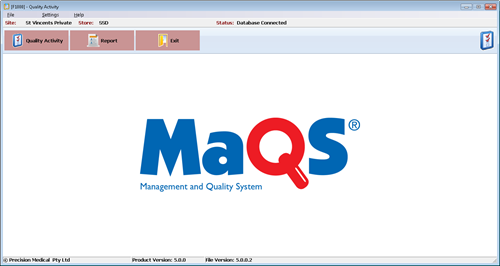 [F1698] - Quality Activity
File Settings Help
Site: St Vincents Private Store: SSD Status: Database Connected
Quality Activity Report Exit
MaQS®
Management and Quality System
Precision Medical Pty Ltd Product Version: 5.0.0 File Version: 5.0.0.2